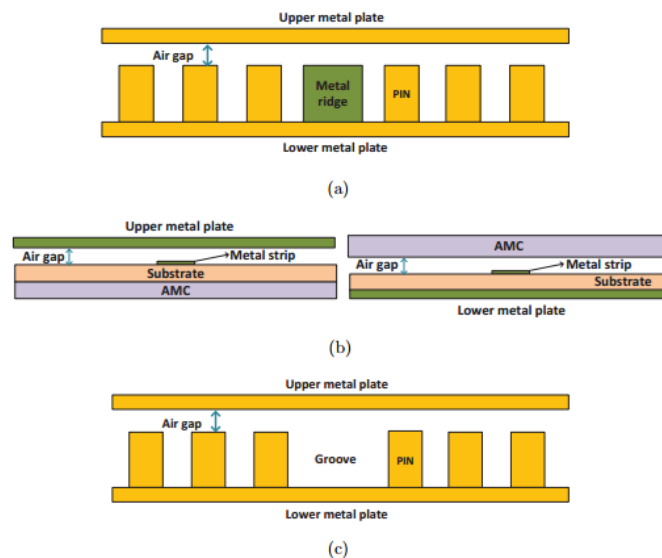 Upper metal plate
Air gap
Metal
ridge
PIN
Lower metal plate
(a)
Upper metal plate
Air gap
Metal strip
Substrate
AMC
AMC
Air gap
Metal strip
Substrate
Lower metal plate
(b)
Upper metal plate
Air gap
Groove
PIN
Lower metal plate
(c)